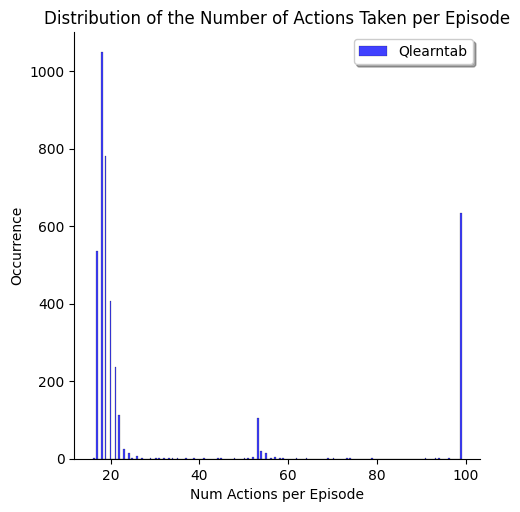 Distribution of the Number of Actions Taken per Episode
Qlearntab
1000
800
600
400
200
0
Occurrence
20 40 60 80 100
Num Actions per Episode